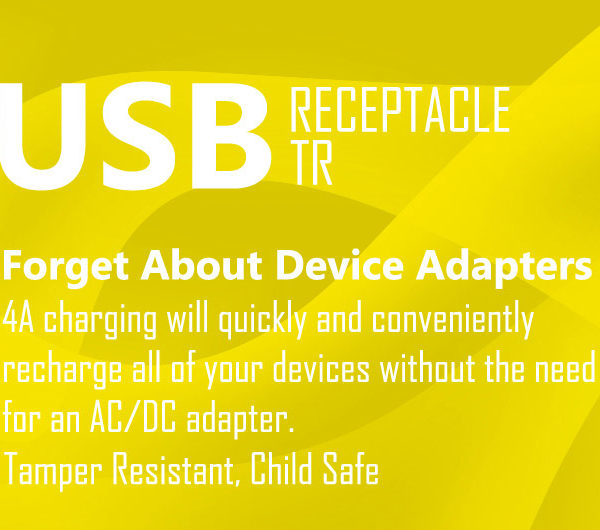 USB RECEPTACLE
TR
Forget About Device Adapters
4A charging will quickly and conveniently
recharge all of your devices without the need
for an AC/DC adapter.
Tamper Resistant, Child Safe